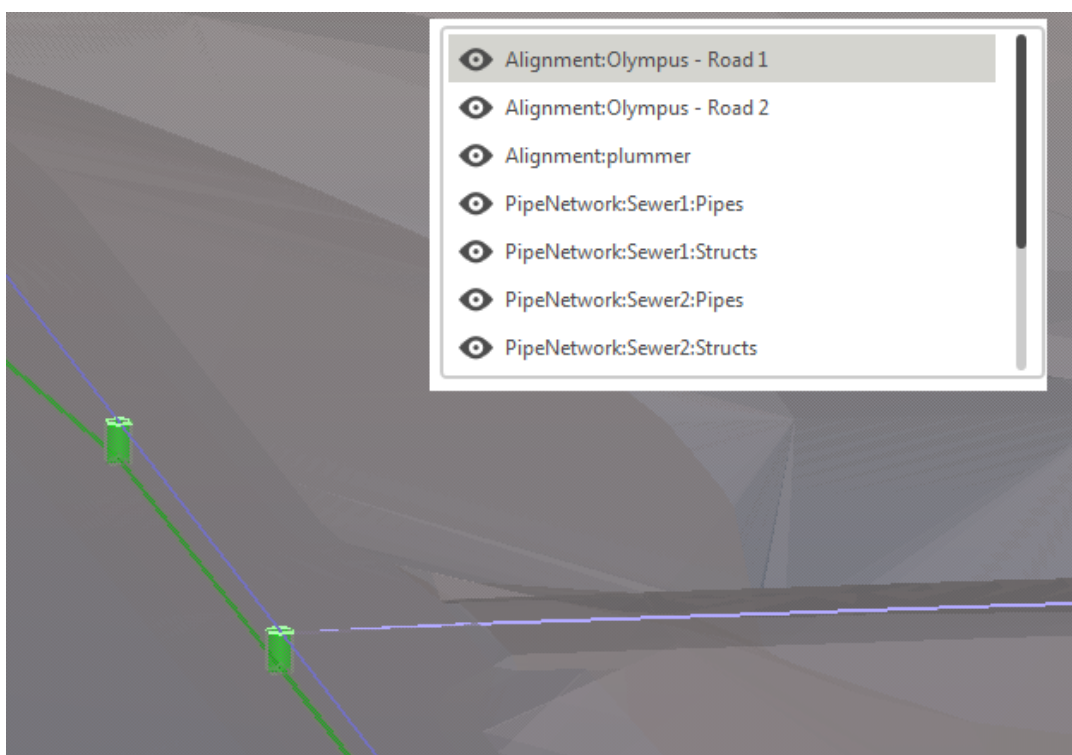 Alignment:Olympus - Road 1
Alignment:Olympus - Road 2
Alignment:plummer
PipeNetwork:Sewer1:Pipes
PipeNetwork:Sewer1:Structs
PipeNetwork:Sewer2:Pipes
PipeNetwork:Sewer2:Structs